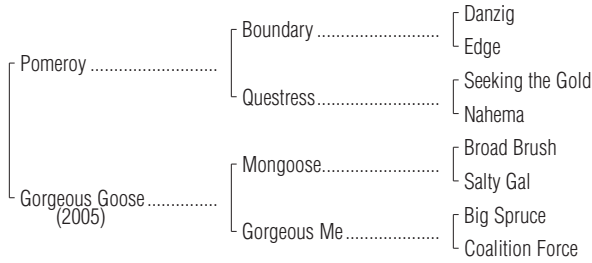 Danzig
Boundary ......................
Edge
Pomeroy .......................
Seeking the Gold
Questress......................
Nahema
Broad Brush
Mongoose.....................
Salty Gal
Gorgeous Goose.............
(2005)
Big Spruce
Gorgeous Me.................
Coalition Force